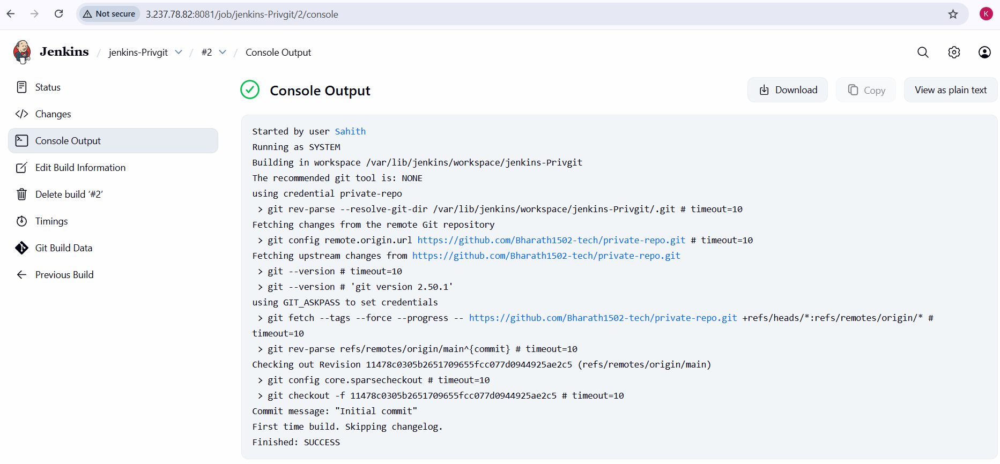 Not secure 3.237.78.82:8081/job/jenkins-Privgit/2/console K
Jenkins / jenkins-Privgit / #2 / Console Output
Status
Changes
Console Output
Edit Build Information
Delete build ‘#2’
Timings
Git Build Data
Previous Build
Console Output
Download
Copy
View as plain text
Started by user Sahith
Running as SYSTEM
Building in workspace /var/lib/jenkins/workspace/jenkins-Privgit
The recommended git tool is: NONE
using credential private-repo
> git rev-parse --resolve-git-dir /var/lib/jenkins/workspace/jenkins-Privgit/.git # timeout=10
Fetching changes from the remote Git repository
> git config remote.origin.url https://github.com/Bharath1502-tech/private-repo.git # timeout=10
Fetching upstream changes from https://github.com/Bharath1502-tech/private-repo.git
> git --version # timeout=10
> git --version # 'git version 2.50.1'
using GIT_ASKPASS to set credentials
> git fetch --tags --force --progress -- https://github.com/Bharath1502-tech/private-repo.git +refs/heads/*:refs/remotes/origin/* #
timeout=10
> git rev-parse refs/remotes/origin/main^{commit} # timeout=10
Checking out Revision 11478c0305b2651709655fcc077d0944925ae2c5 (refs/remotes/origin/main)
> git config core.sparsecheckout # timeout=10
> git checkout -f 11478c0305b2651709655fcc077d0944925ae2c5 # timeout=10
Commit message: "Initial commit"
First time build. Skipping changelog.
Finished: SUCCESS